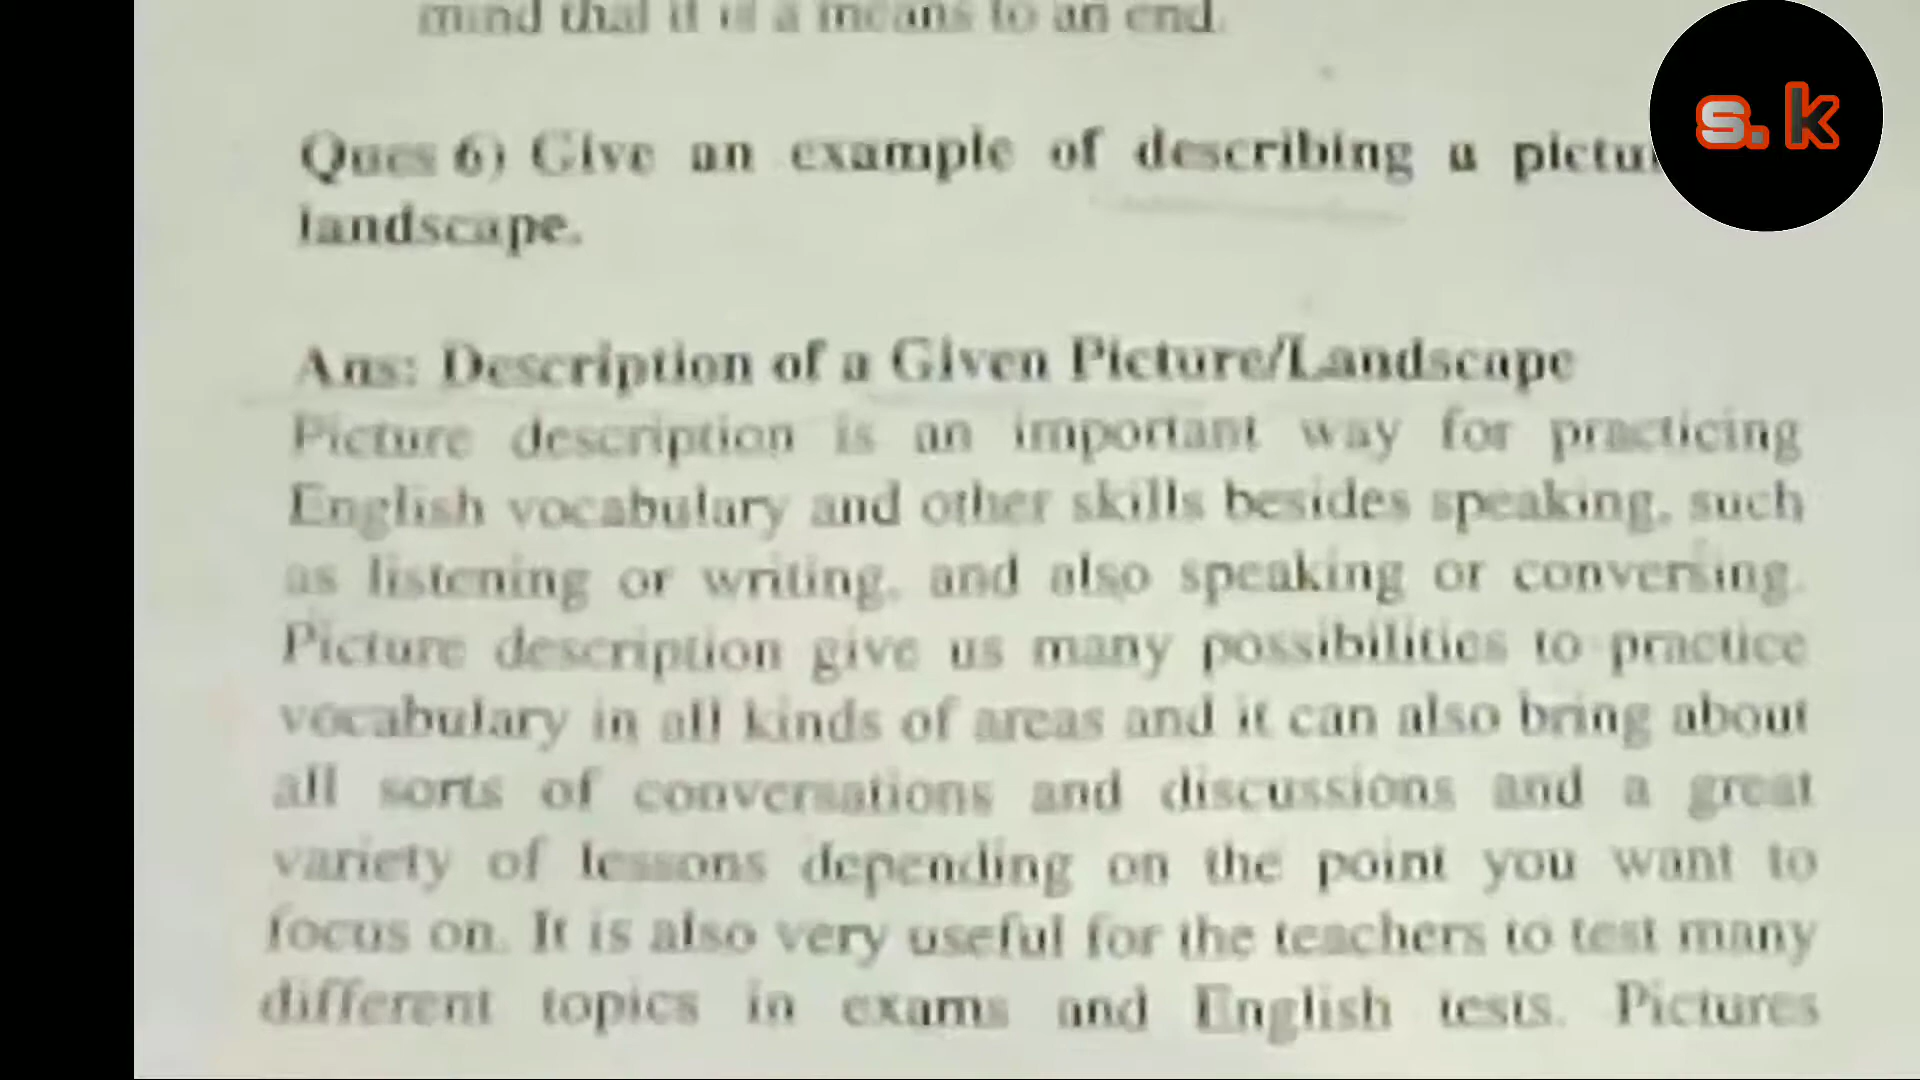 mind that it is a means to an end.
s. k
Ques 6) Give an example of describing a pictu
landscape.
Ans: Description of a Given Picture/Landscape
Picture description is an important way for practicing
English vocabulary and other skills besides speaking, such
as listening or writing, and also speaking or conversing.
Picture description give us many possibilities to practice
vocabulary in all kinds of areas and it can also bring about
all sorts of conversations and discussions and a great
variety of lessons depending on the point you want to
focus on. It is also very useful for the teachers to test many
different topics in exams and English tests. Pictures